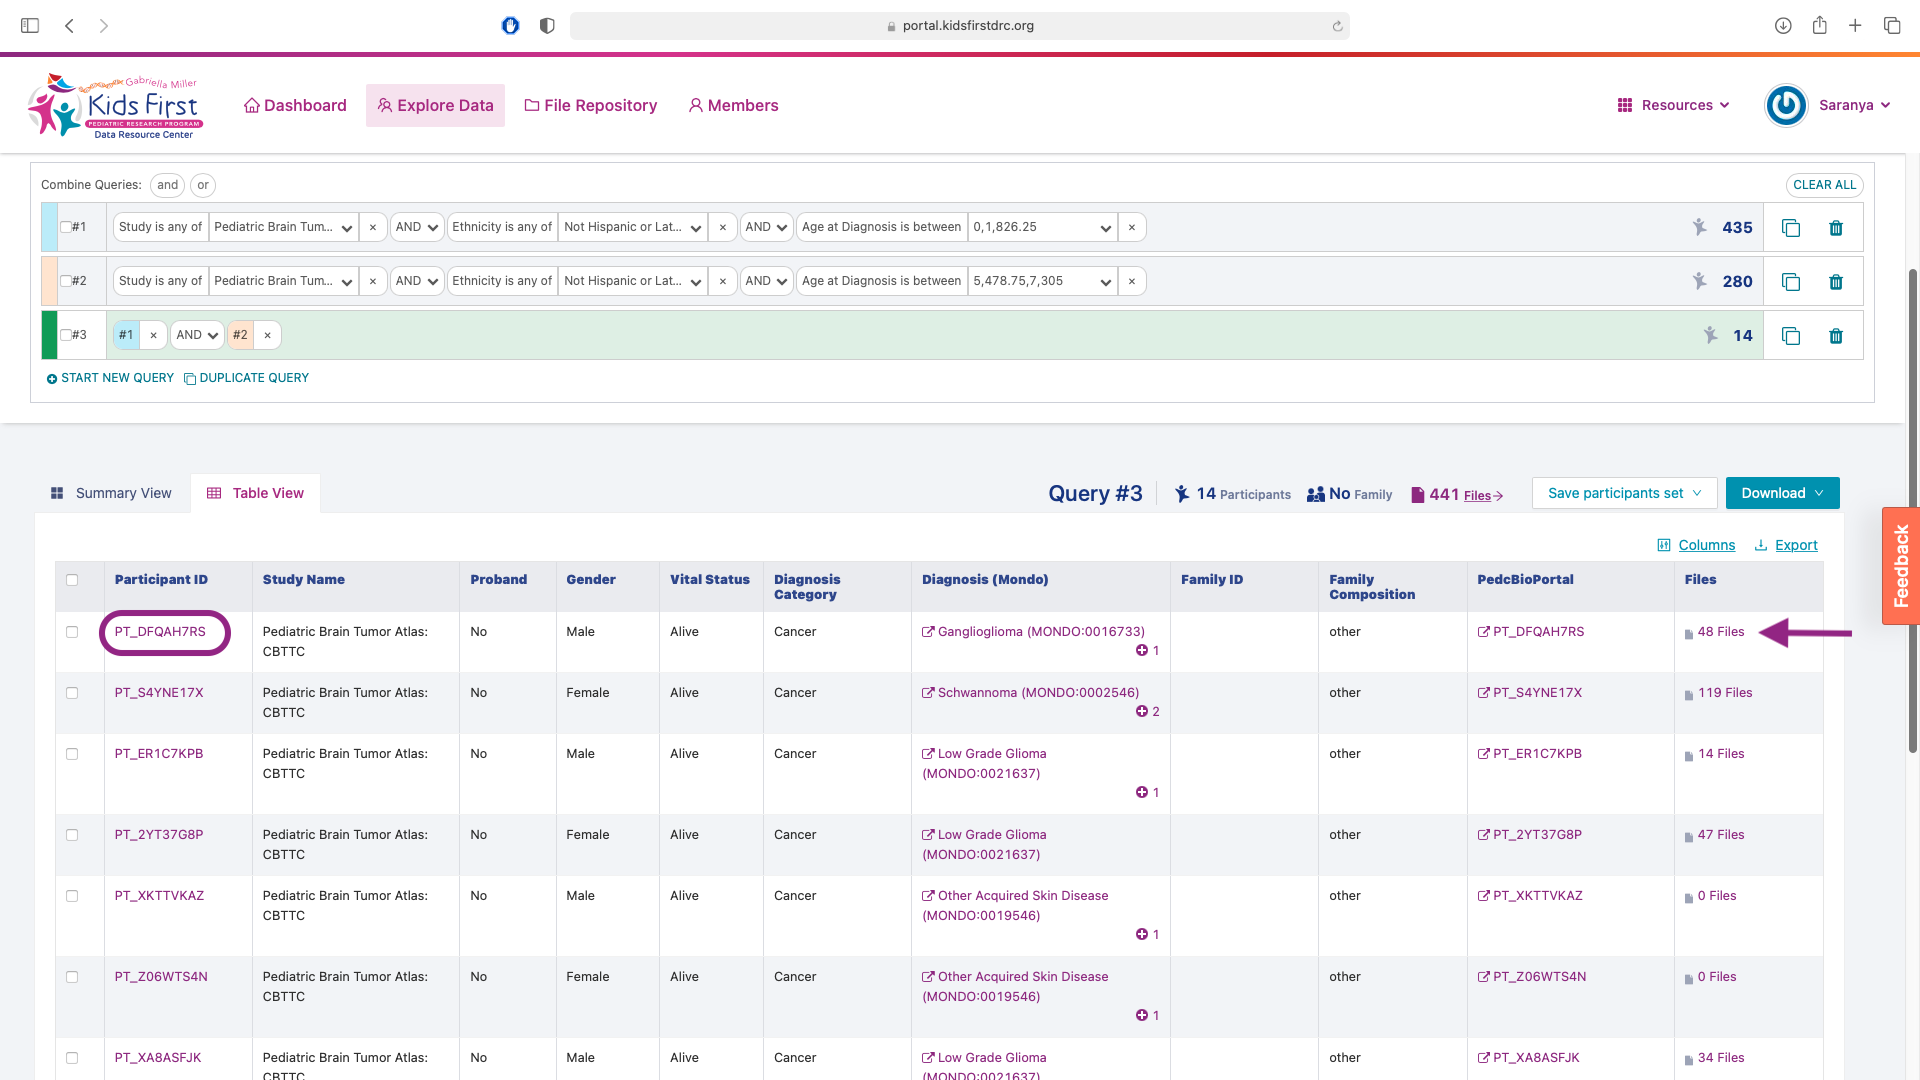 portal.kidsfirstdrc.org
Gabriella Miller
Kids First
PEDIATRIC RESEARCH PROGRAM
Data Resource Center
Dashboard
Explore Data
File Repository
Members
Resources
Saranya
Combine Queries: and or
CLEAR ALL
#1 Study is any of Pediatric Brain Tum... × AND Ethnicity is any of Not Hispanic or Lat... × AND Age at Diagnosis is between 0,1,826.25 × 435
#2 Study is any of Pediatric Brain Tum... × AND Ethnicity is any of Not Hispanic or Lat... × AND Age at Diagnosis is between 5,478.75,7,305 × 280
#3 #1 × AND #2 × 14
START NEW QUERY DUPLICATE QUERY
Summary View
Table View
Query #3 14 Participants No Family 441 Files→
Save participants set
Download
Feedback
Columns Export
Participant ID Study Name Proband Gender Vital Status Diagnosis Category Diagnosis (Mondo) Family ID Family Composition PedcBioPortal Files
PT_DFQAH7RS Pediatric Brain Tumor Atlas: CBTTC No Male Alive Cancer Ganglioglioma (MONDO:0016733) 1 other PT_DFQAH7RS 48 Files
PT_S4YNE17X Pediatric Brain Tumor Atlas: CBTTC No Female Alive Cancer Schwannoma (MONDO:0002546) 2 other PT_S4YNE17X 119 Files
PT_ER1C7KPB Pediatric Brain Tumor Atlas: CBTTC No Male Alive Cancer Low Grade Glioma (MONDO:0021637) 1 other PT_ER1C7KPB 14 Files
PT_2YT37G8P Pediatric Brain Tumor Atlas: CBTTC No Female Alive Cancer Low Grade Glioma (MONDO:0021637) other PT_2YT37G8P 47 Files
PT_XKTTVKAZ Pediatric Brain Tumor Atlas: CBTTC No Male Alive Cancer Other Acquired Skin Disease (MONDO:0019546) 1 other PT_XKTTVKAZ 0 Files
PT_Z06WTS4N Pediatric Brain Tumor Atlas: CBTTC No Female Alive Cancer Other Acquired Skin Disease (MONDO:0019546) 1 other PT_Z06WTS4N 0 Files
PT_XA8ASFJK Pediatric Brain Tumor Atlas: CBTTC No Male Alive Cancer Low Grade Glioma (MONDO:0021637) other PT_XA8ASFJK 34 Files